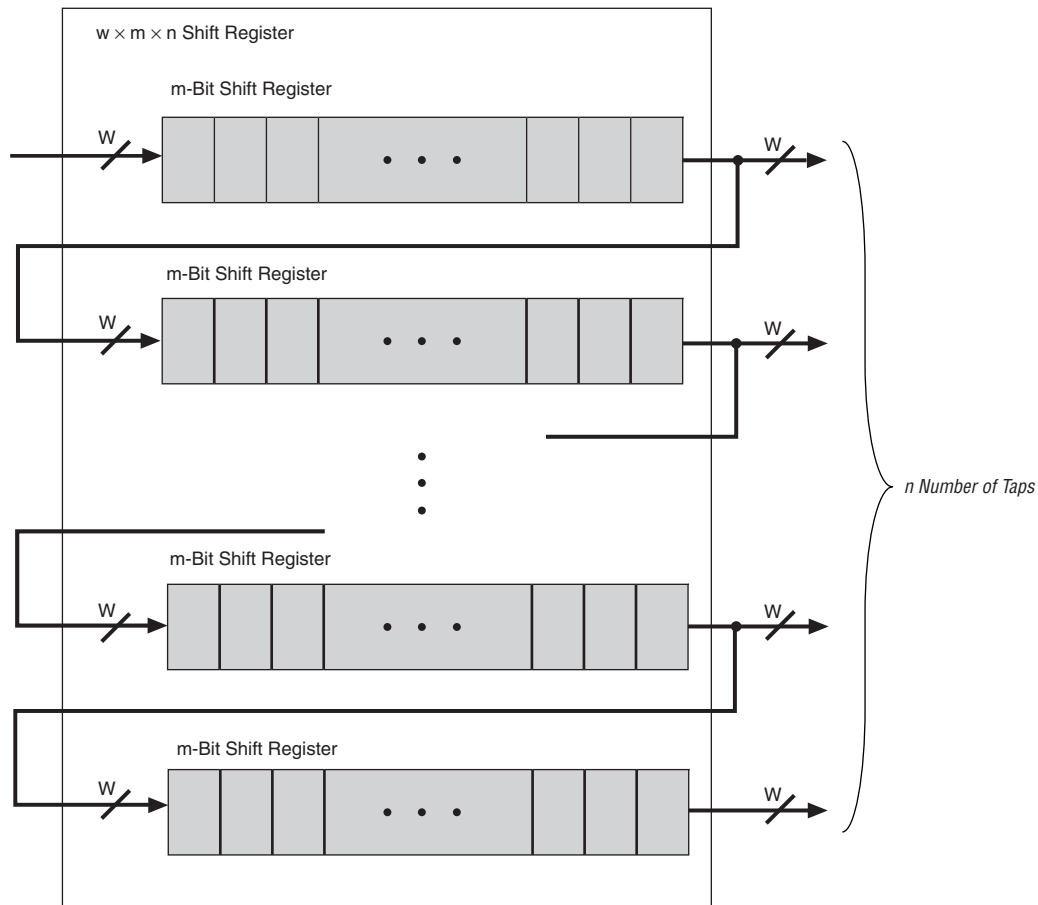 w × m × n Shift Register
m-Bit Shift Register
W
W
m-Bit Shift Register
W
W
n Number of Taps
m-Bit Shift Register
W
W
m-Bit Shift Register
W
W